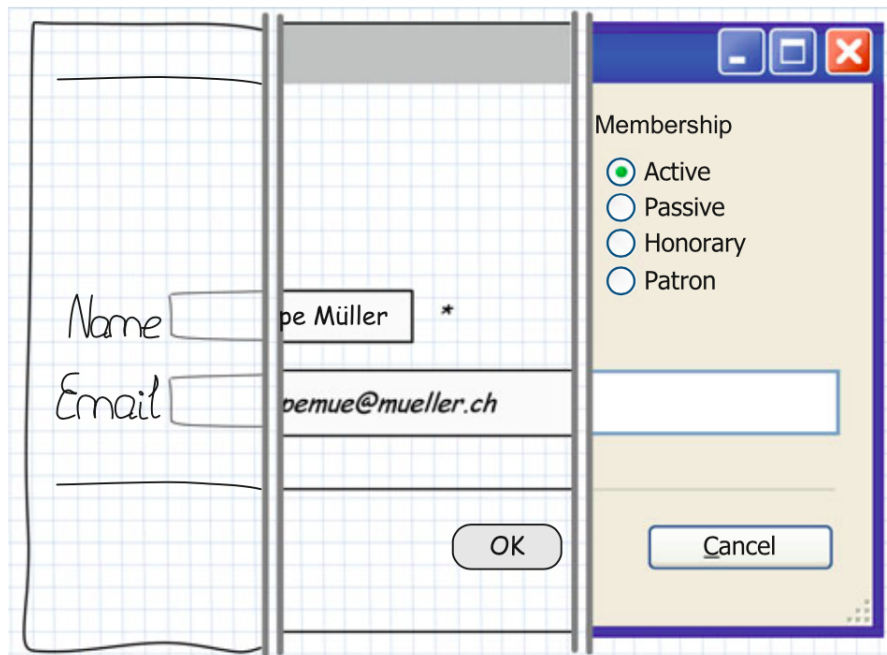 Membership
Active
Passive
Honorary
Patron
Name pe Müller *
Email pemue@mueller.ch
OK Cancel